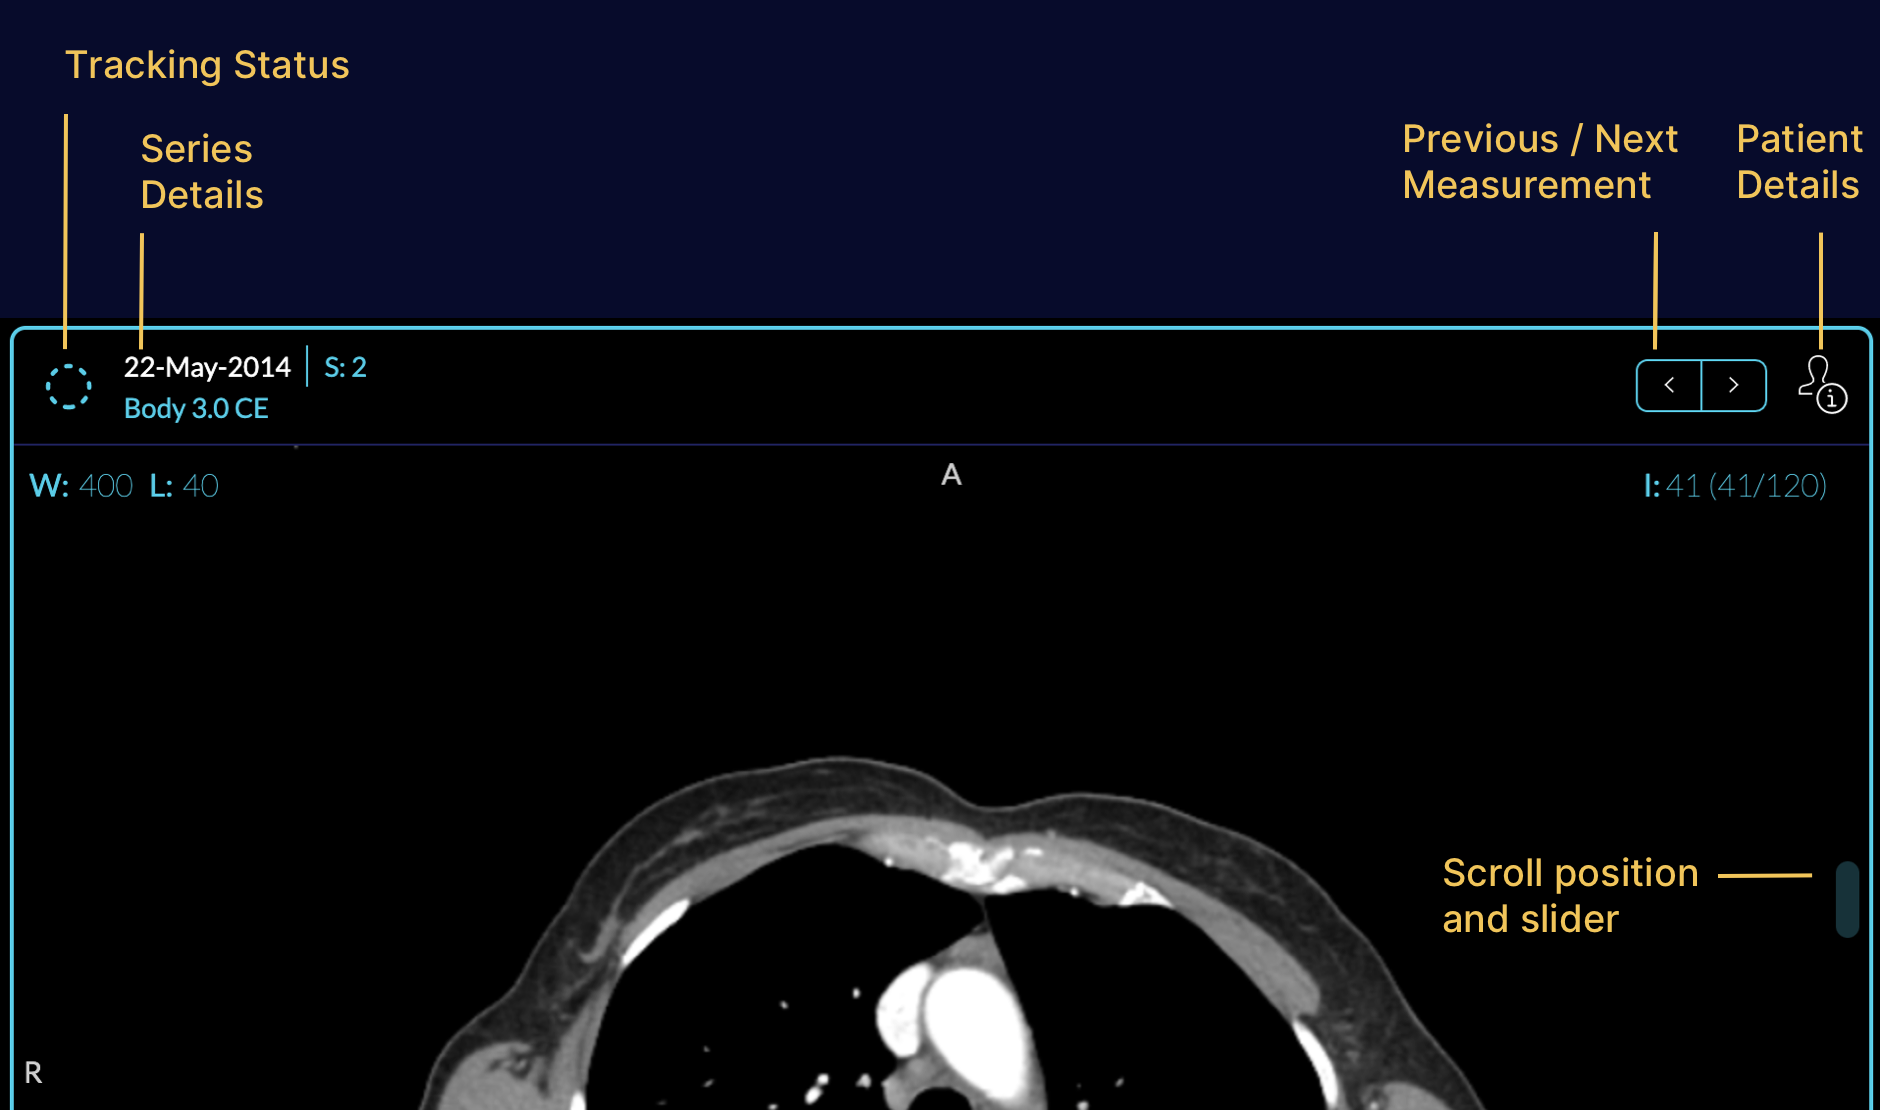 Tracking Status
Series
Details
Previous / Next
Measurement
Patient
Details
22-May-2014 S: 2
Body 3.0 CE
< >
i
W: 400 L: 40
A
I: 41 (41/120)
Scroll position
and slider
R